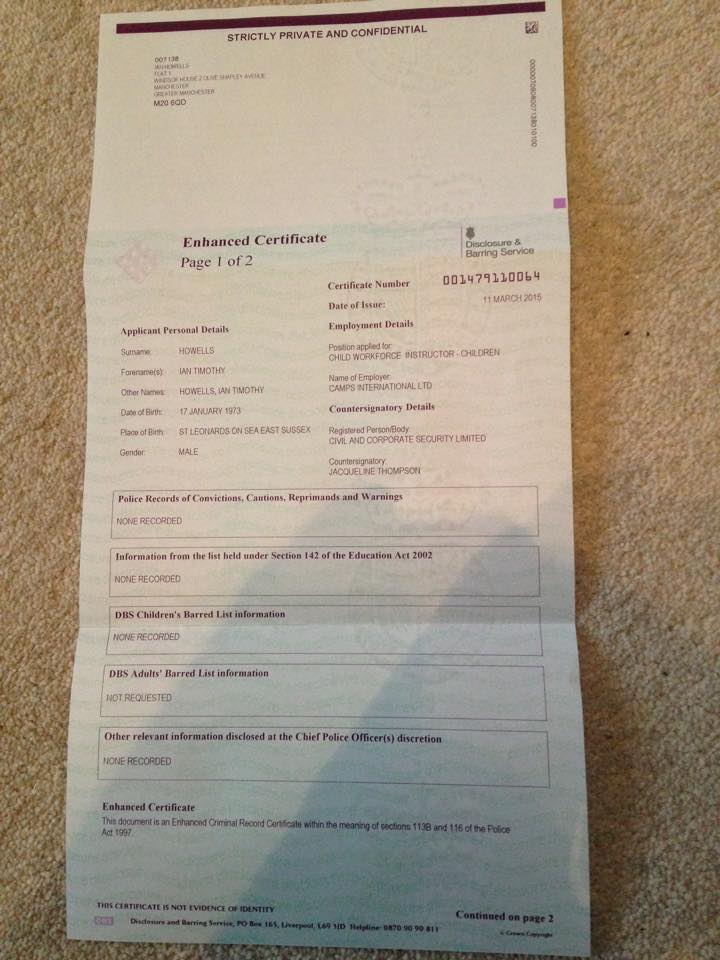 STRICTLY PRIVATE AND CONFIDENTIAL
007138
IAN HOWELLS
FLAT 1
WINDSOR HOUSE 2 OLIVE SHAPLEY AVENUE
MANCHESTER
GREATER MANCHESTER
M20 6QD
Enhanced Certificate
Page 1 of 2
Disclosure &
Barring Service
Certificate Number 001479110064
Date of Issue: 11 MARCH 2015
Applicant Personal Details
Surname: HOWELLS
Forename(s): IAN TIMOTHY
Other Names: HOWELLS, IAN TIMOTHY
Date of Birth: 17 JANUARY 1973
Place of Birth: ST LEONARDS ON SEA EAST SUSSEX
Gender: MALE
Employment Details
Position applied for:
CHILD WORKFORCE INSTRUCTOR - CHILDREN
Name of Employer:
CAMPS INTERNATIONAL LTD
Countersignatory Details
Registered Person/Body:
CIVIL AND CORPORATE SECURITY LIMITED
Countersignatory:
JACQUELINE THOMPSON
Police Records of Convictions, Cautions, Reprimands and Warnings
NONE RECORDED
Information from the list held under Section 142 of the Education Act 2002
NONE RECORDED
DBS Children's Barred List information
NONE RECORDED
DBS Adults' Barred List information
NOT REQUESTED
Other relevant information disclosed at the Chief Police Officer(s) discretion
NONE RECORDED
Enhanced Certificate
This document is an Enhanced Criminal Record Certificate within the meaning of sections 113B and 116 of the Police
Act 1997
THIS CERTIFICATE IS NOT EVIDENCE OF IDENTITY
Continued on page 2
DBS Disclosure and Barring Service, PO Box 165, Liverpool, L69 3JD Helpline: 0870 90 90 811
© Crown Copyright